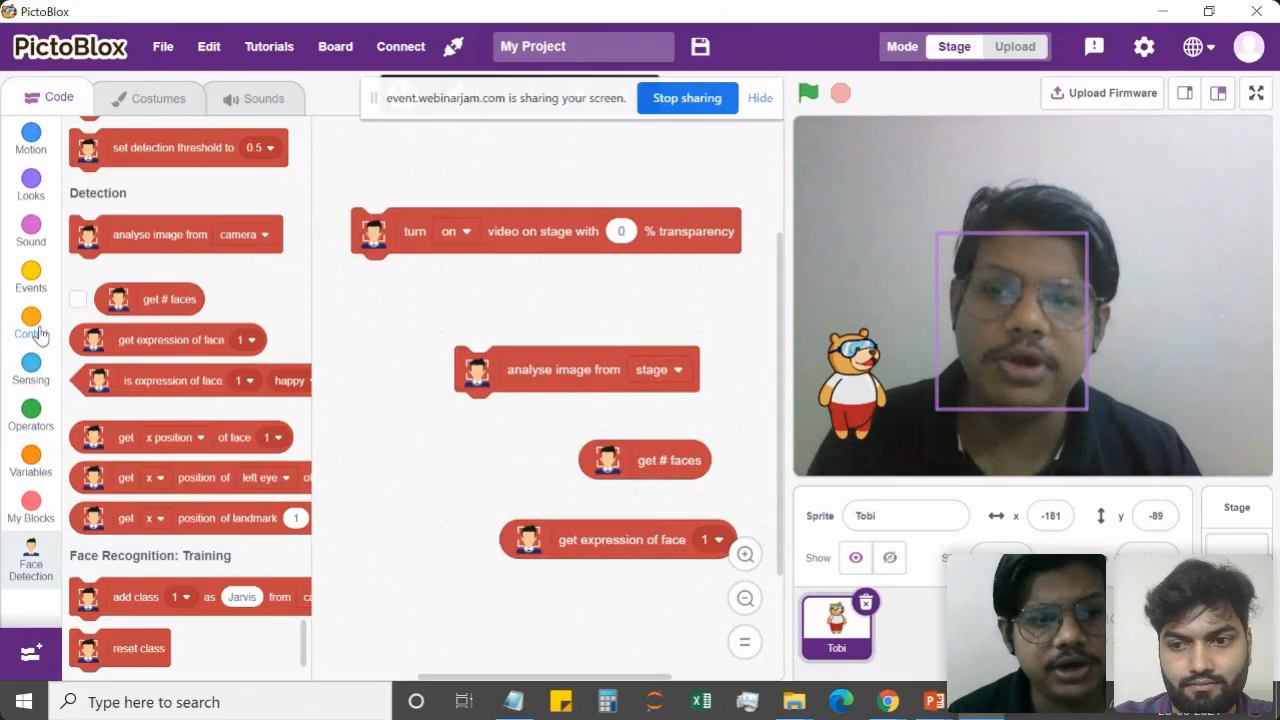 PictoBlox
PictoBlox File Edit Tutorials Board Connect My Project Mode Stage Upload
Code Costumes Sounds
event.webinarjam.com is sharing your screen. Stop sharing Hide
Upload Firmware
Motion
Looks
Sound
Events
Control
Sensing
Operators
Variables
My Blocks
Face
Detection
set detection threshold to 0.5
Detection
analyse image from camera
get # faces
get expression of face 1
is expression of face 1 happy
get x position of face 1
get x position of left eye
get x position of landmark 1
Face Recognition: Training
add class 1 as Jarvis from
reset class
turn on video on stage with 0 % transparency
analyse image from stage
get # faces
get expression of face 1
Sprite Tobi x -181 y -89
Show
Stage
Tobi
Type here to search